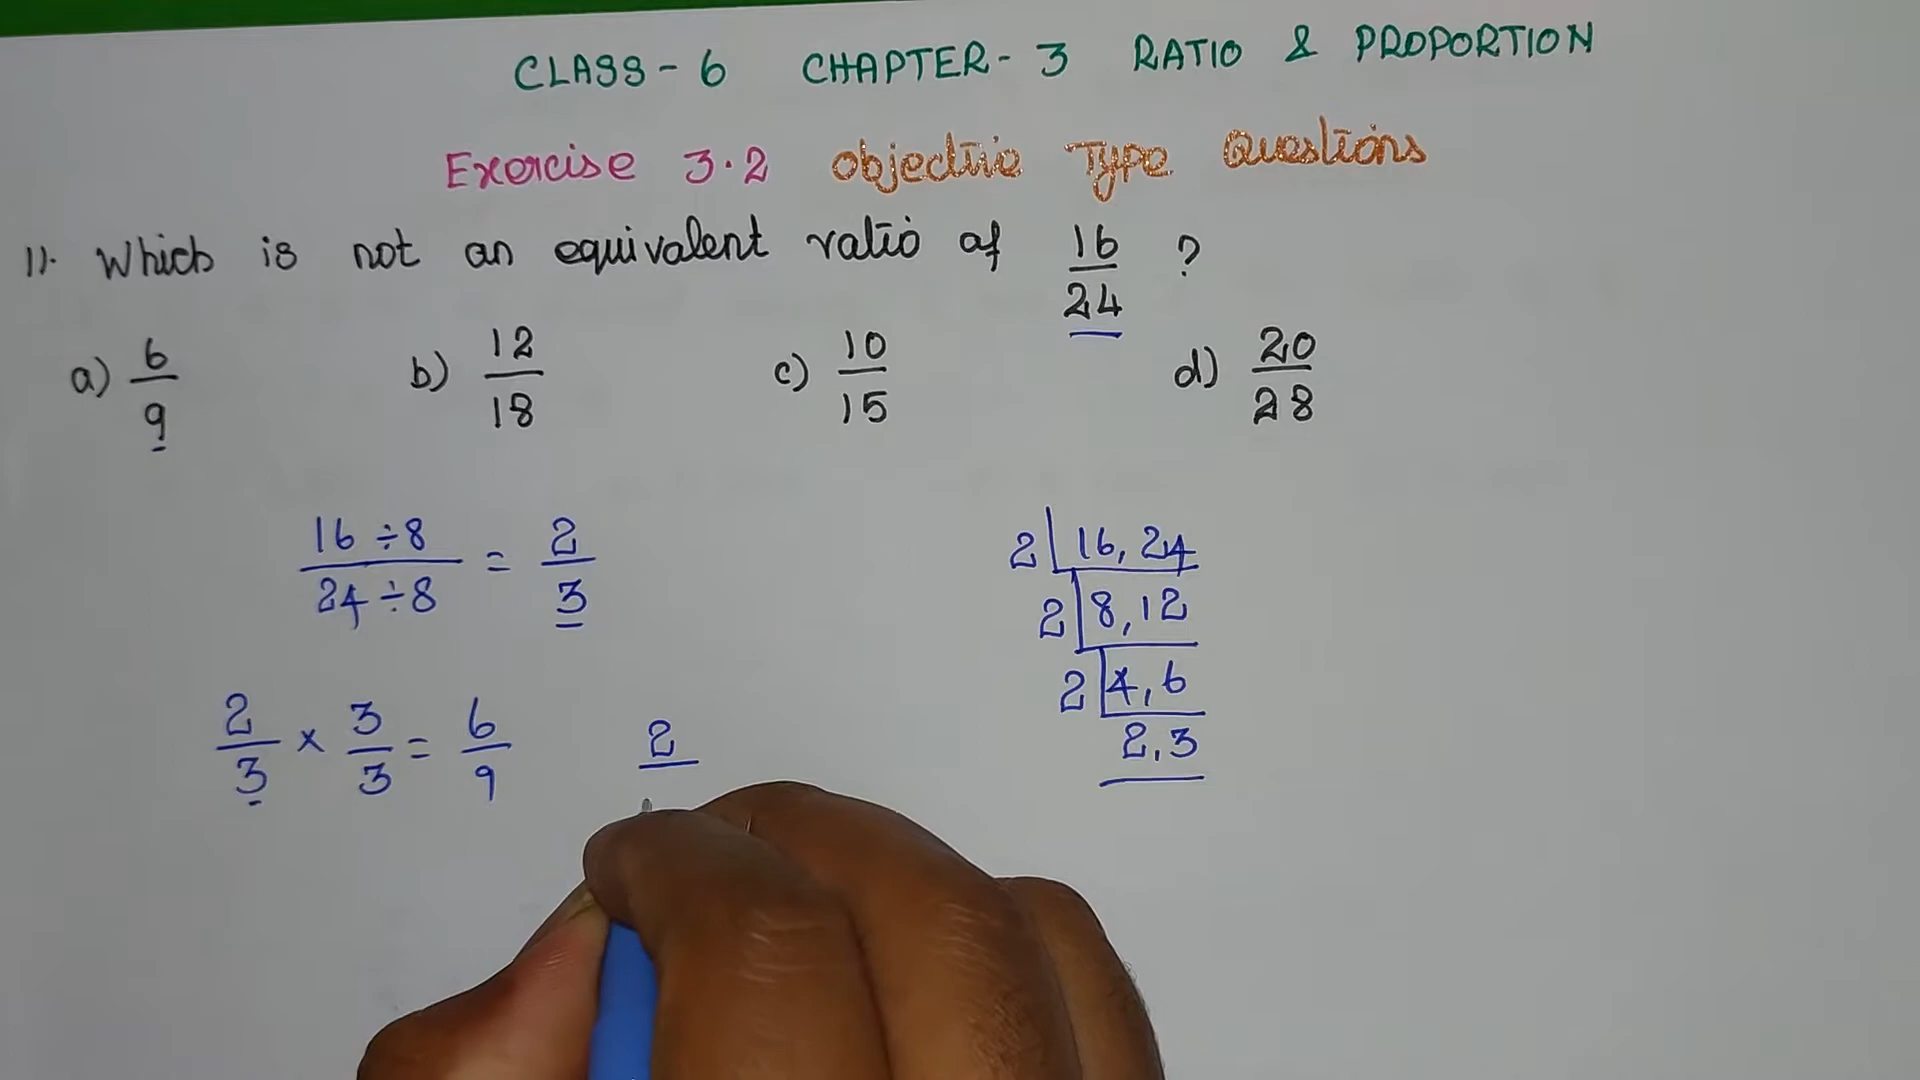 CLASS-6 CHAPTER-3 RATIO & PROPORTION
Exercise 3.2 Objective Type Questions
11. Which is not an equivalent ratio of 16/24 ?
a) 6/9 b) 12/18 c) 10/15 d) 20/28
16÷8/24÷8 = 2/3
2 | 16, 24
2 | 8, 12
2 | 4, 6
2, 3
2/3 × 3/3 = 6/9
2